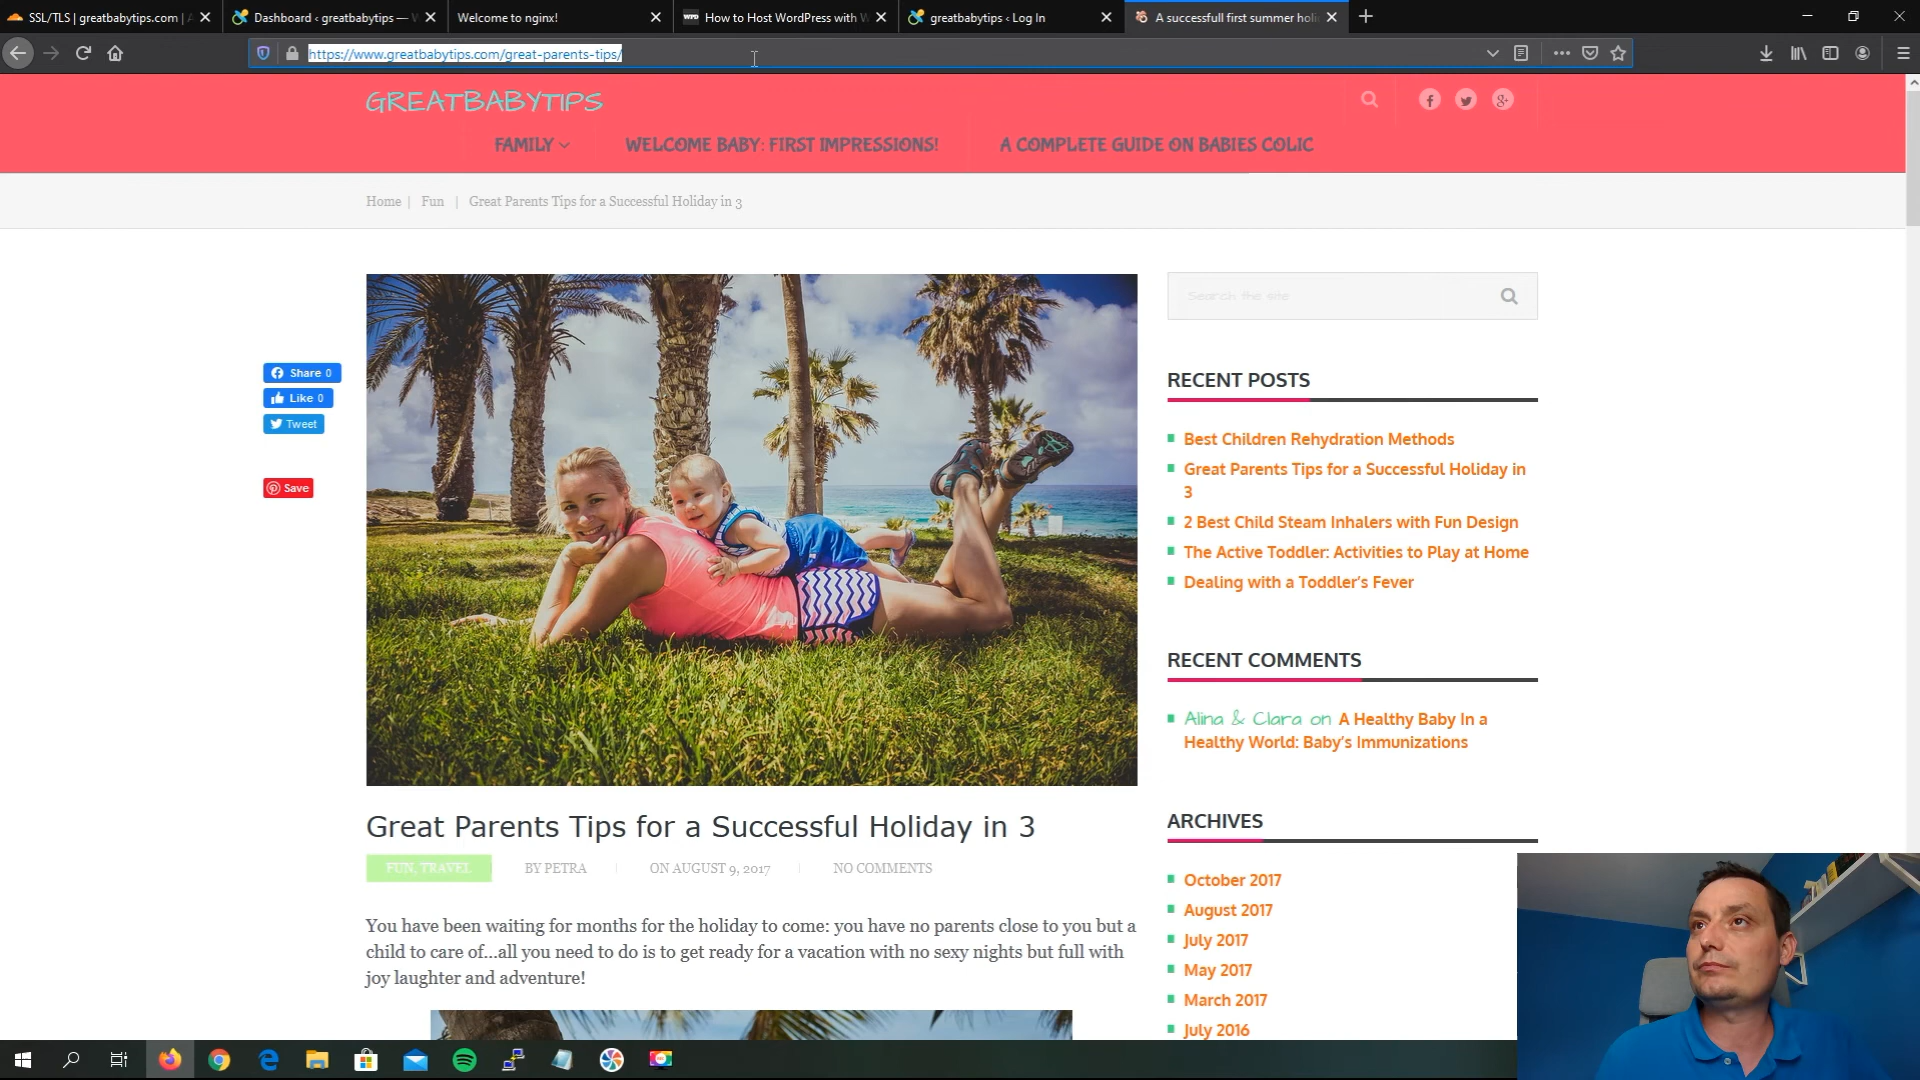 SSL/TLS | greatbabytips.com |
Dashboard ‹ greatbabytips —
Welcome to nginx!
WPD How to Host WordPress with
greatbabytips ‹ Log In
A successfull first summer holi
https://www.greatbabytips.com/great-parents-tips/
GREATBABYTIPS
FAMILY
WELCOME BABY: FIRST IMPRESSIONS!
A COMPLETE GUIDE ON BABIES COLIC
Home | Fun | Great Parents Tips for a Successful Holiday in 3
Search the site
Share 0
Like 0
Tweet
Save
RECENT POSTS
Best Children Rehydration Methods
Great Parents Tips for a Successful Holiday in
3
2 Best Child Steam Inhalers with Fun Design
The Active Toddler: Activities to Play at Home
Dealing with a Toddler's Fever
RECENT COMMENTS
Alina & Clara on A Healthy Baby In a
Healthy World: Baby's Immunizations
ARCHIVES
October 2017
August 2017
July 2017
May 2017
March 2017
July 2016
Great Parents Tips for a Successful Holiday in 3
FUN, TRAVEL
BY PETRA
ON AUGUST 9, 2017
NO COMMENTS
You have been waiting for months for the holiday to come: you have no parents close to you but a
child to care of...all you need to do is to get ready for a vacation with no sexy nights but full with
joy laughter and adventure!